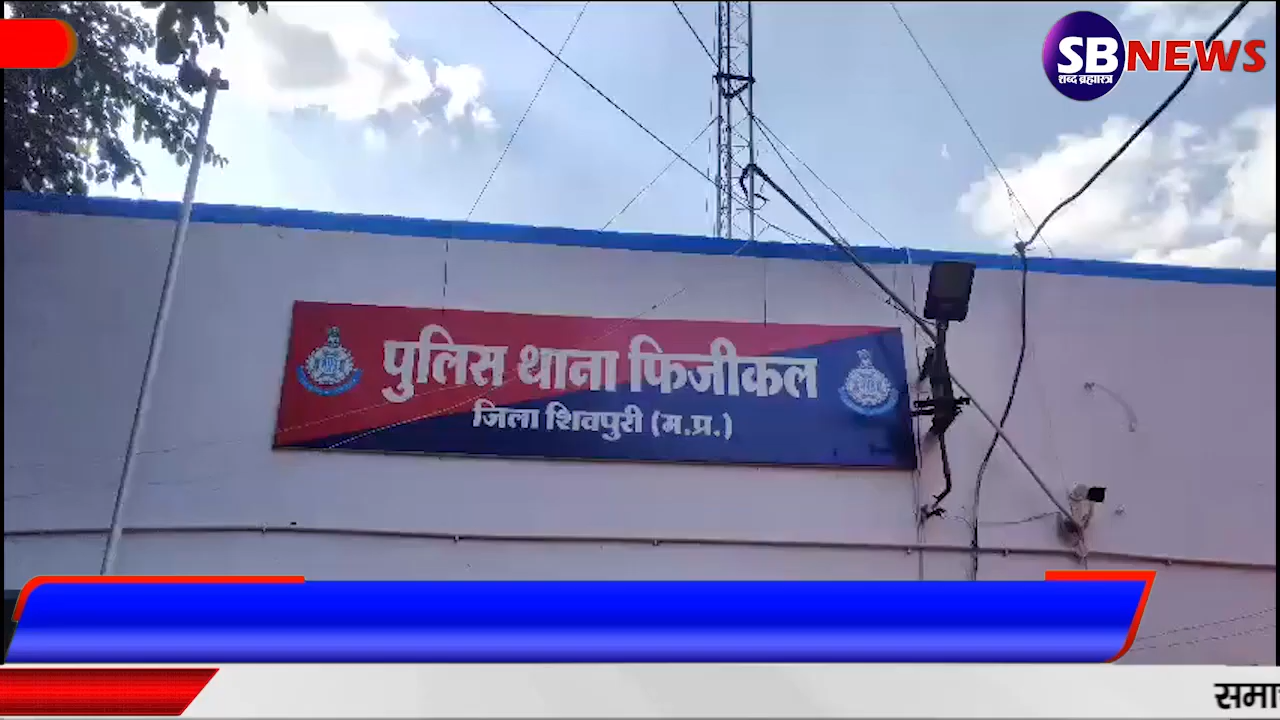 SB NEWS
शब्द ब्रह्मास्त्र
पुलिस थाना फिजीकल
जिला शिवपुरी (म.प्र.)